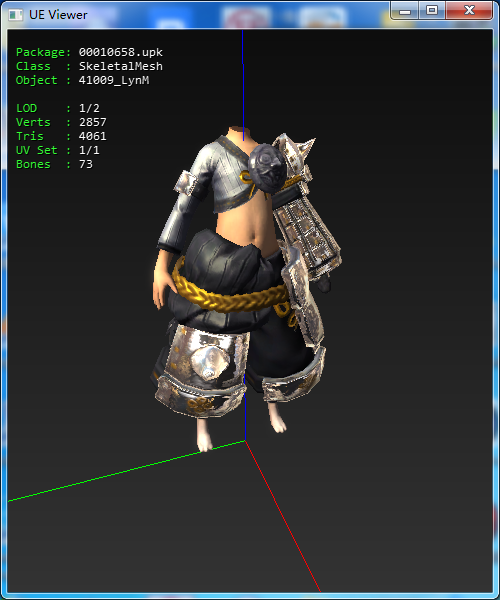 UE Viewer
Package: 00010658.upk
Class : SkeletalMesh
Object : 41009_LynM
LOD : 1/2
Verts : 2857
Tris : 4061
UV Set : 1/1
Bones : 73